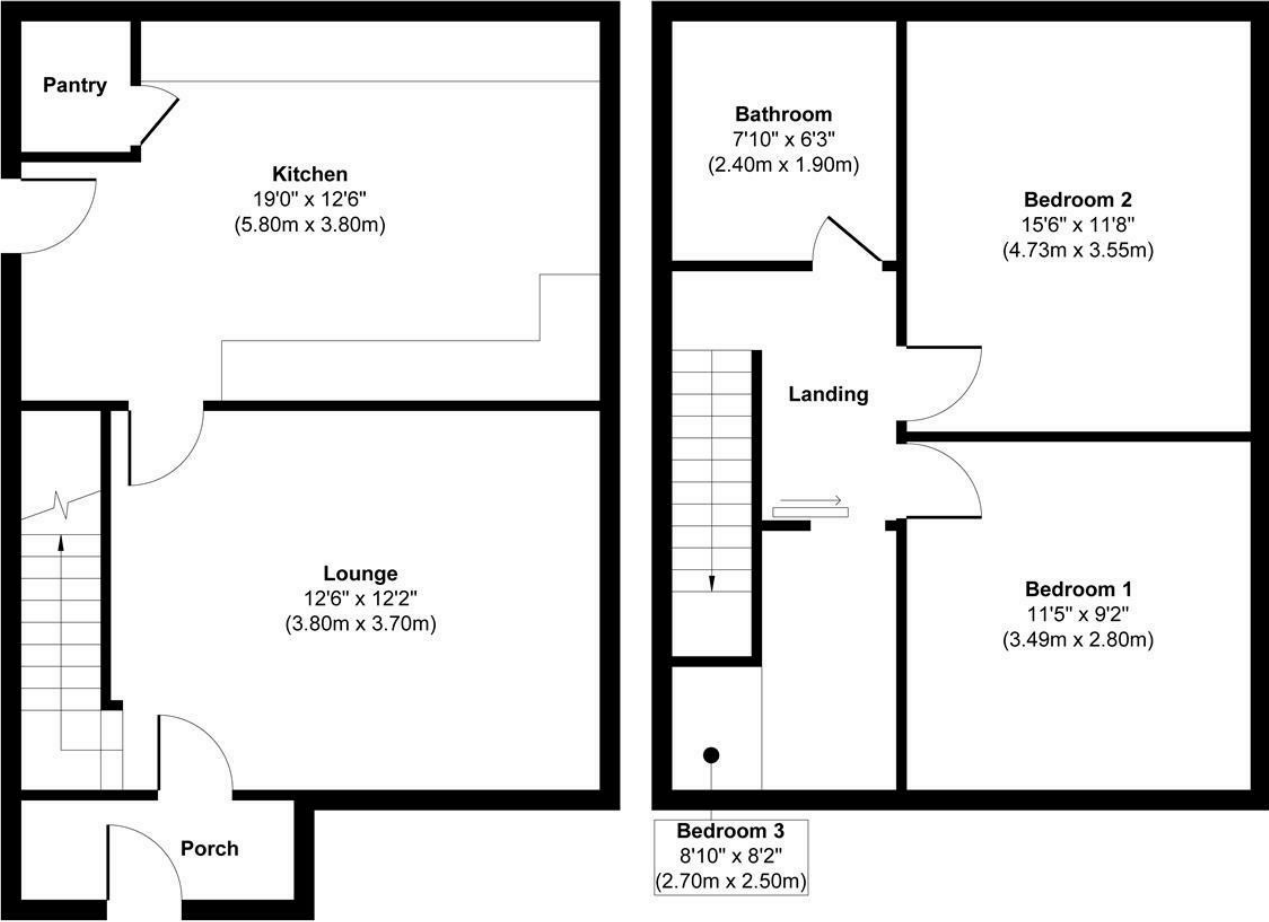 Pantry
Kitchen
19'0" x 12'6"
(5.80m x 3.80m)
Lounge
12'6" x 12'2"
(3.80m x 3.70m)
Porch
Bathroom
7'10" x 6'3"
(2.40m x 1.90m)
Bedroom 2
15'6" x 11'8"
(4.73m x 3.55m)
Landing
Bedroom 1
11'5" x 9'2"
(3.49m x 2.80m)
Bedroom 3
8'10" x 8'2"
(2.70m x 2.50m)